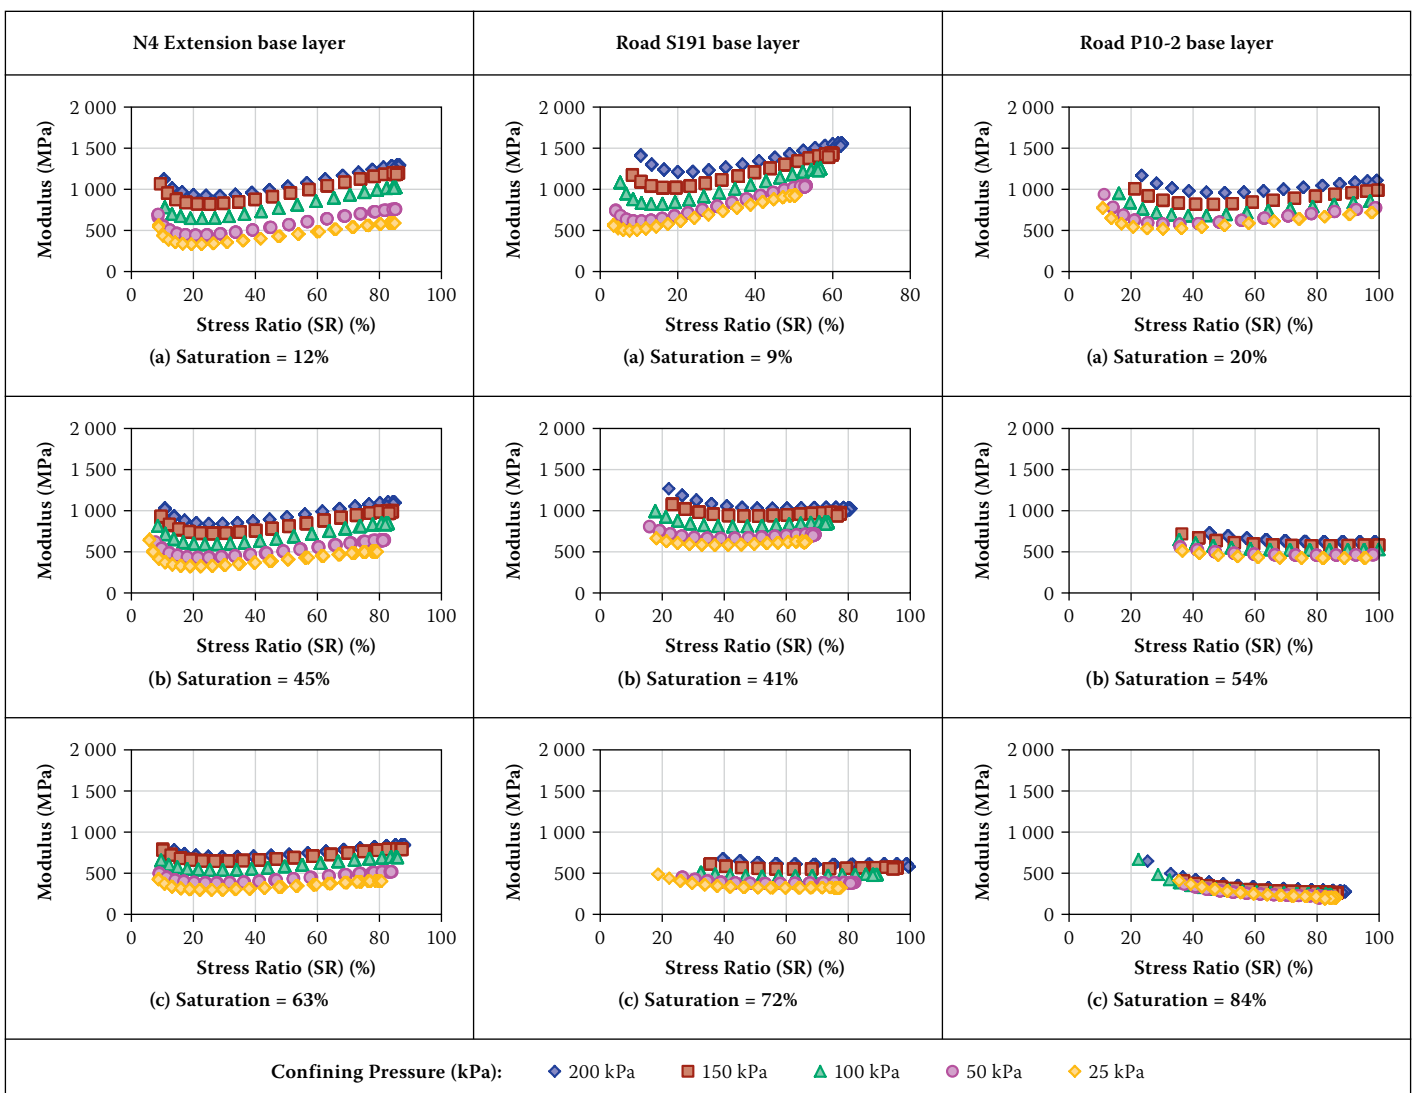 N4 Extension base layer
Road S191 base layer
Road P10-2 base layer
Modulus (MPa)
2 000
1 500
1 000
500
0
0 20 40 60 80 100
Stress Ratio (SR) (%)
(a) Saturation = 12%
Modulus (MPa)
2 000
1 500
1 000
500
0
0 20 40 60 80
Stress Ratio (SR) (%)
(a) Saturation = 9%
Modulus (MPa)
2 000
1 500
1 000
500
0
0 20 40 60 80 100
Stress Ratio (SR) (%)
(a) Saturation = 20%
Modulus (MPa)
2 000
1 500
1 000
500
0
0 20 40 60 80 100
Stress Ratio (SR) (%)
(b) Saturation = 45%
Modulus (MPa)
2 000
1 500
1 000
500
0
0 20 40 60 80 100
Stress Ratio (SR) (%)
(b) Saturation = 41%
Modulus (MPa)
2 000
1 500
1 000
500
0
0 20 40 60 80 100
Stress Ratio (SR) (%)
(b) Saturation = 54%
Modulus (MPa)
2 000
1 500
1 000
500
0
0 20 40 60 80 100
Stress Ratio (SR) (%)
(c) Saturation = 63%
Modulus (MPa)
2 000
1 500
1 000
500
0
0 20 40 60 80 100
Stress Ratio (SR) (%)
(c) Saturation = 72%
Modulus (MPa)
2 000
1 500
1 000
500
0
0 20 40 60 80 100
Stress Ratio (SR) (%)
(c) Saturation = 84%
Confining Pressure (kPa): 200 kPa 150 kPa 100 kPa 50 kPa 25 kPa